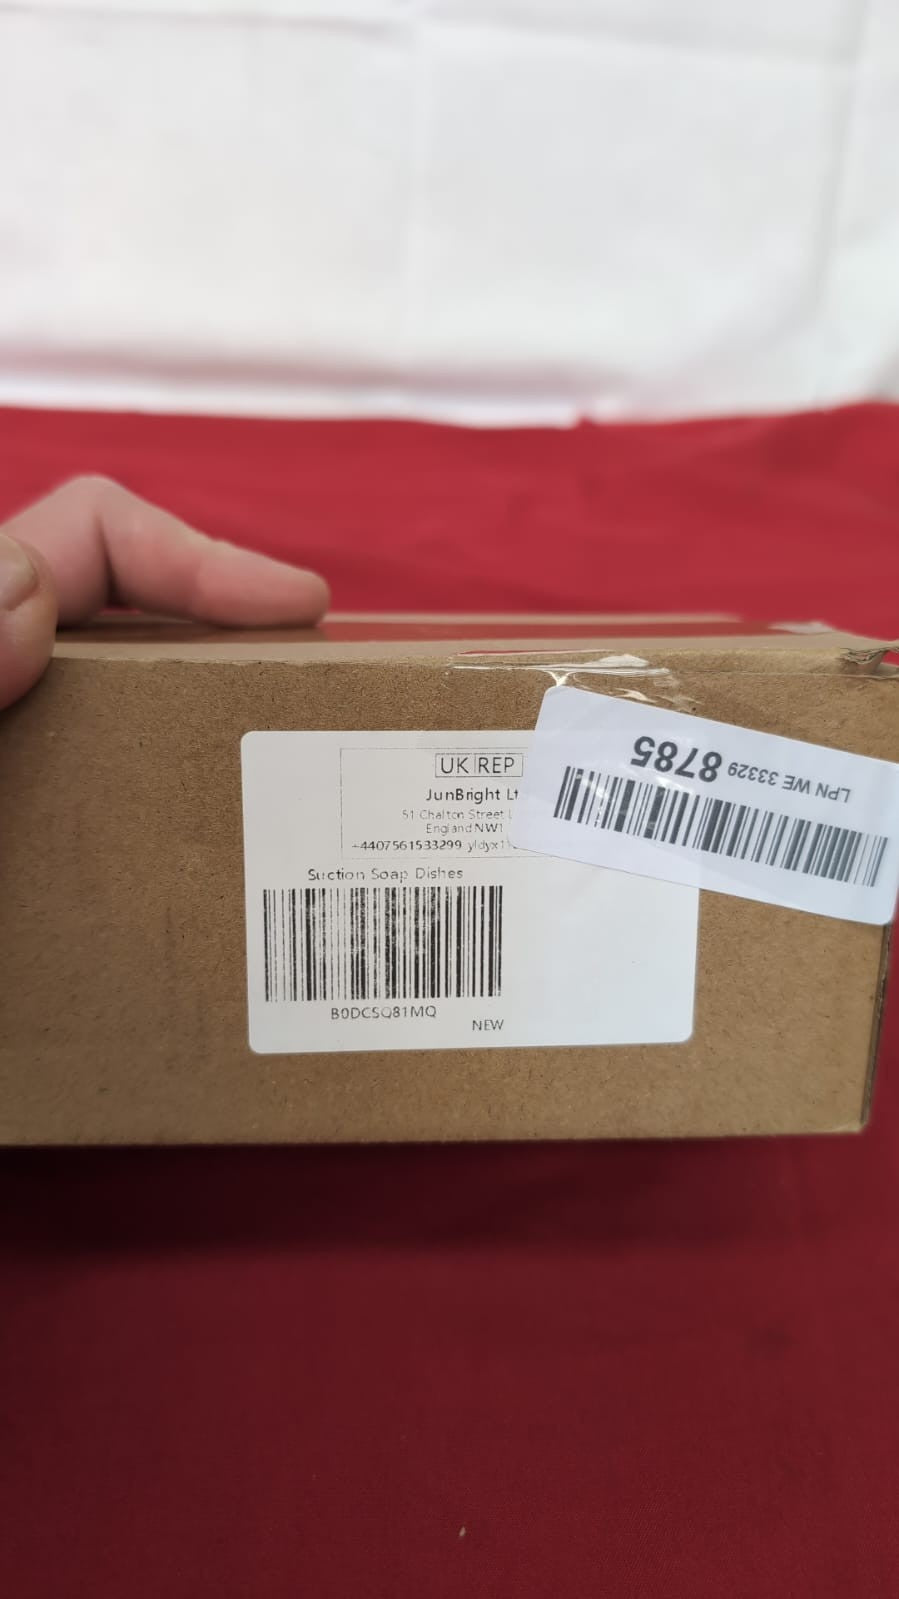 UK REP
JunBright Lt
51 Chalton Street L
England NW1
+4407561533299 yldyx1
Suction Soap Dishes
B0DCSQ81MQ
NEW
LPN WE 33329 8785